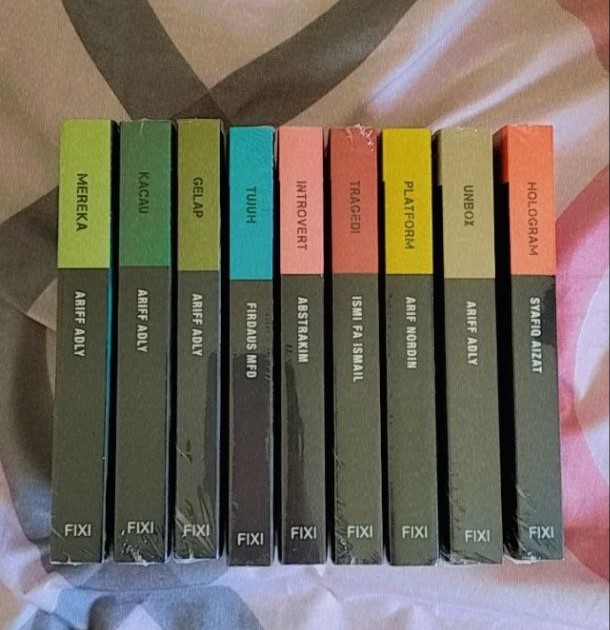 MEREKA
ARIFF ADLY
FIXI
KACAU
ARIFF ADLY
FIXI
GELAP
ARIFF ADLY
FIXI
TUJUH
FIRDAUS MFD
FIXI
INTROVERT
ABSTRAKIM
FIXI
TRAGEDI
ISMI FA ISMAIL
FIXI
PLATFORM
ARIF NORDIN
FIXI
UNBOX
ARIFF ADLY
FIXI
HOLOGRAM
SYAFIQ AIZAT
FIXI